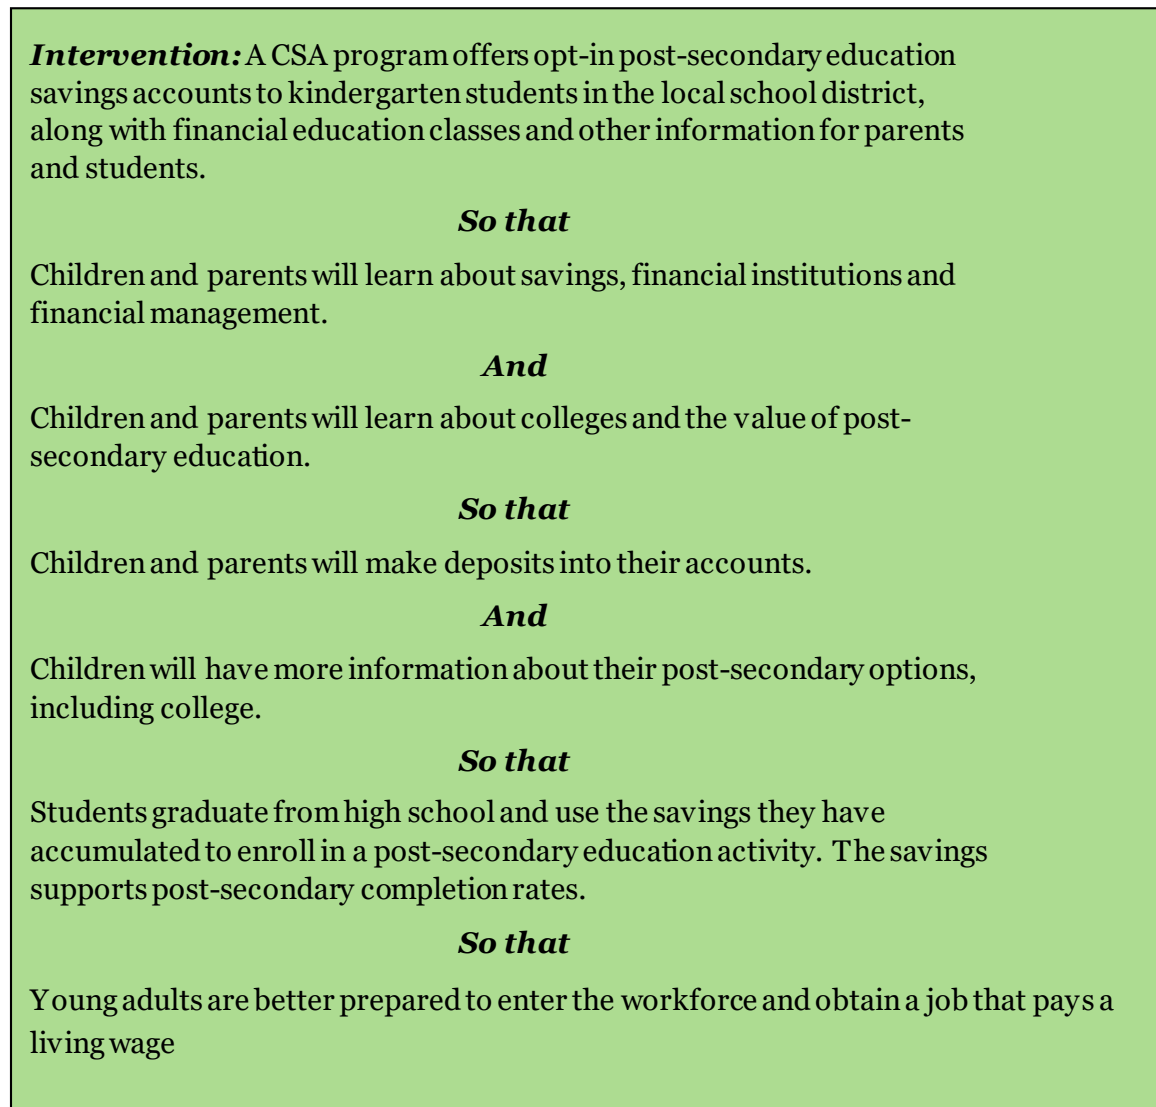 Intervention: A CSA program offers opt-in post-secondary education
savings accounts to kindergarten students in the local school district,
along with financial education classes and other information for parents
and students.
So that
Children and parents will learn about savings, financial institutions and
financial management.
And
Children and parents will learn about colleges and the value of post-
secondary education.
So that
Children and parents will make deposits into their accounts.
And
Children will have more information about their post-secondary options,
including college.
So that
Students graduate from high school and use the savings they have
accumulated to enroll in a post-secondary education activity. The savings
supports post-secondary completion rates.
So that
Young adults are better prepared to enter the workforce and obtain a job that pays a
living wage